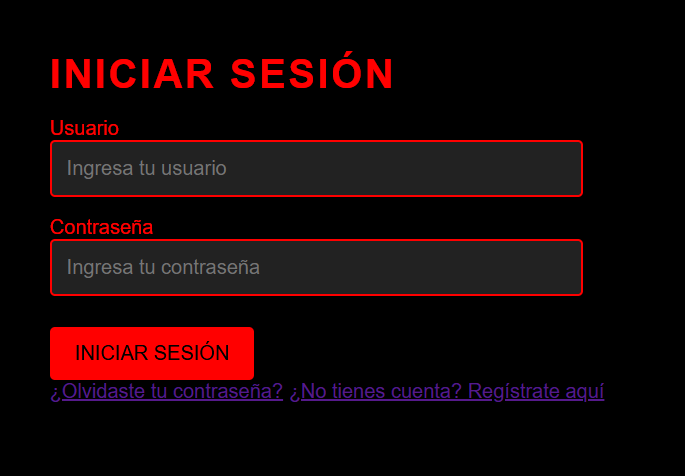 INICIAR SESIÓN
Usuario
Ingresa tu usuario
Contraseña
Ingresa tu contraseña
INICIAR SESIÓN
¿Olvidaste tu contraseña? ¿No tienes cuenta? Regístrate aquí